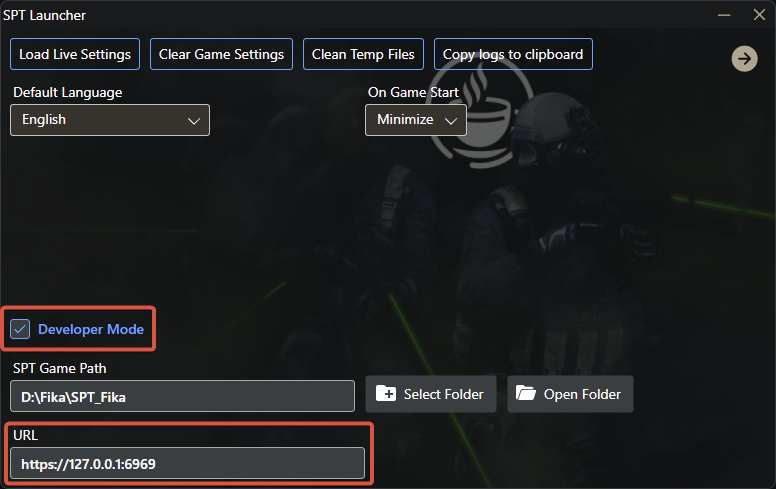 SPT Launcher
Load Live Settings Clear Game Settings Clean Temp Files Copy logs to clipboard
Default Language On Game Start
English Minimize
Developer Mode
SPT Game Path
D:\Fika\SPT_Fika Select Folder Open Folder
URL
https://127.0.0.1:6969